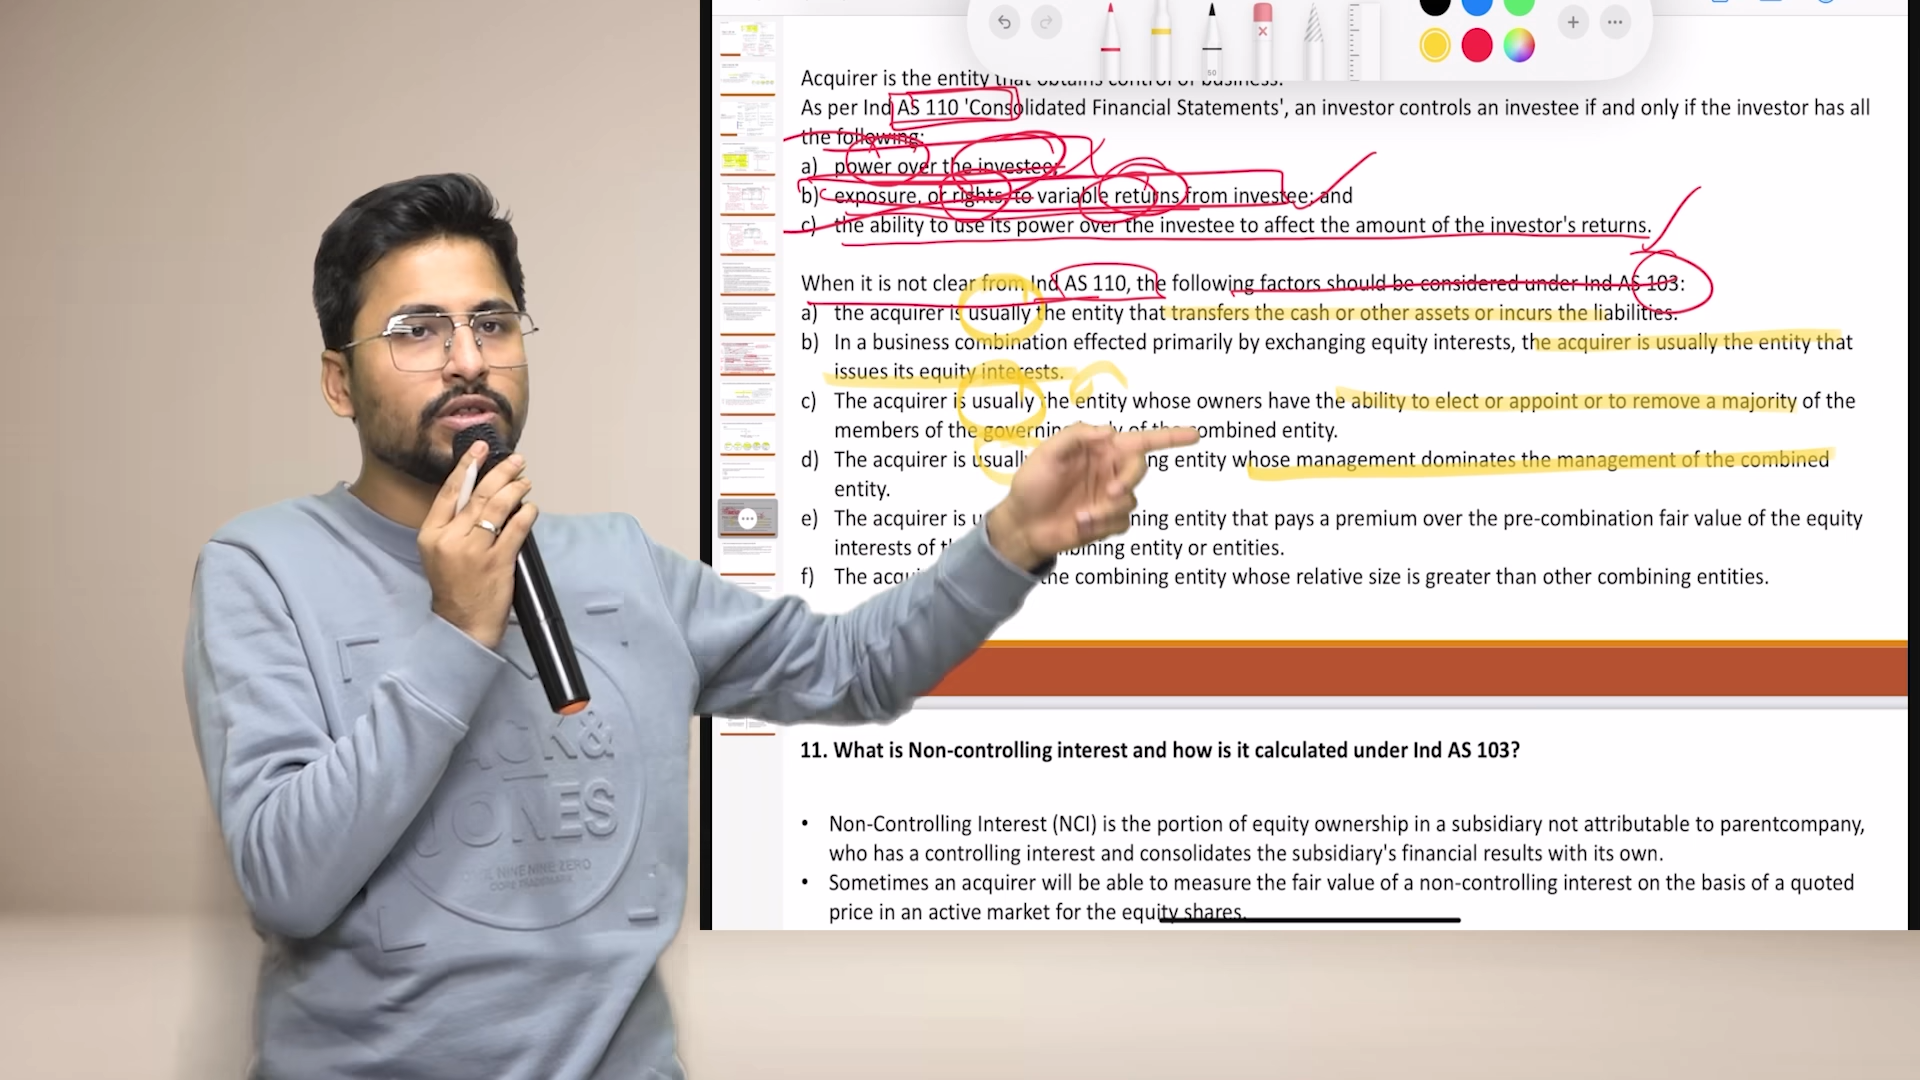 50
Acquirer is the entity that obtains control of business.
As per Ind AS 110 'Consolidated Financial Statements', an investor controls an investee if and only if the investor has all
the following:
a) power over the investee;
b) exposure, or rights, to variable returns from investee; and
c) the ability to use its power over the investee to affect the amount of the investor's returns.
When it is not clear from Ind AS 110, the following factors should be considered under Ind AS 103:
a) the acquirer is usually the entity that transfers the cash or other assets or incurs the liabilities.
b) In a business combination effected primarily by exchanging equity interests, the acquirer is usually the entity that
issues its equity interests.
c) The acquirer is usually the entity whose owners have the ability to elect or appoint or to remove a majority of the
members of the governing of the combined entity.
d) The acquirer is usually entity whose management dominates the management of the combined
entity.
e) The acquirer is entity that pays a premium over the pre-combination fair value of the equity
interests of entity or entities.
f) The the combining entity whose relative size is greater than other combining entities.
11. What is Non-controlling interest and how is it calculated under Ind AS 103?
• Non-Controlling Interest (NCI) is the portion of equity ownership in a subsidiary not attributable to parentcompany,
who has a controlling interest and consolidates the subsidiary's financial results with its own.
• Sometimes an acquirer will be able to measure the fair value of a non-controlling interest on the basis of a quoted
price in an active market for the equity shares.
JACK &
JONES
NINE NINE ZERO
CORE TRADEMARK